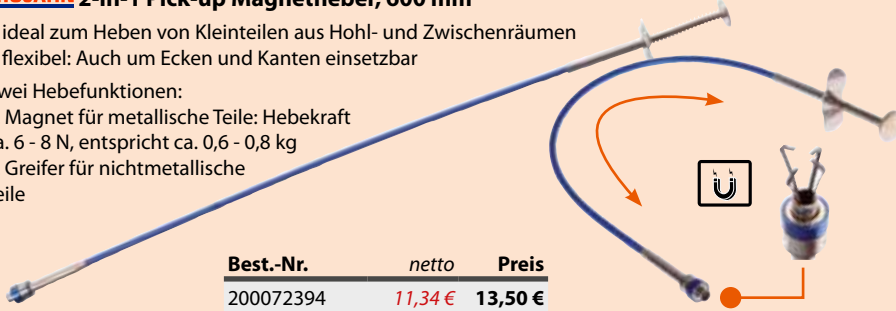 2-in-1 Pick-up Magnetheber, 600 mm
ideal zum Heben von Kleinteilen aus Hohl- und Zwischenräumen
flexibel: Auch um Ecken und Kanten einsetzbar
wei Hebefunktionen:
Magnet für metallische Teile: Hebekraft
a. 6 - 8 N, entspricht ca. 0,6 - 0,8 kg
Greifer für nichtmetallische
eile
Best.-Nr. netto Preis
200072394 11,34 € 13,50 €